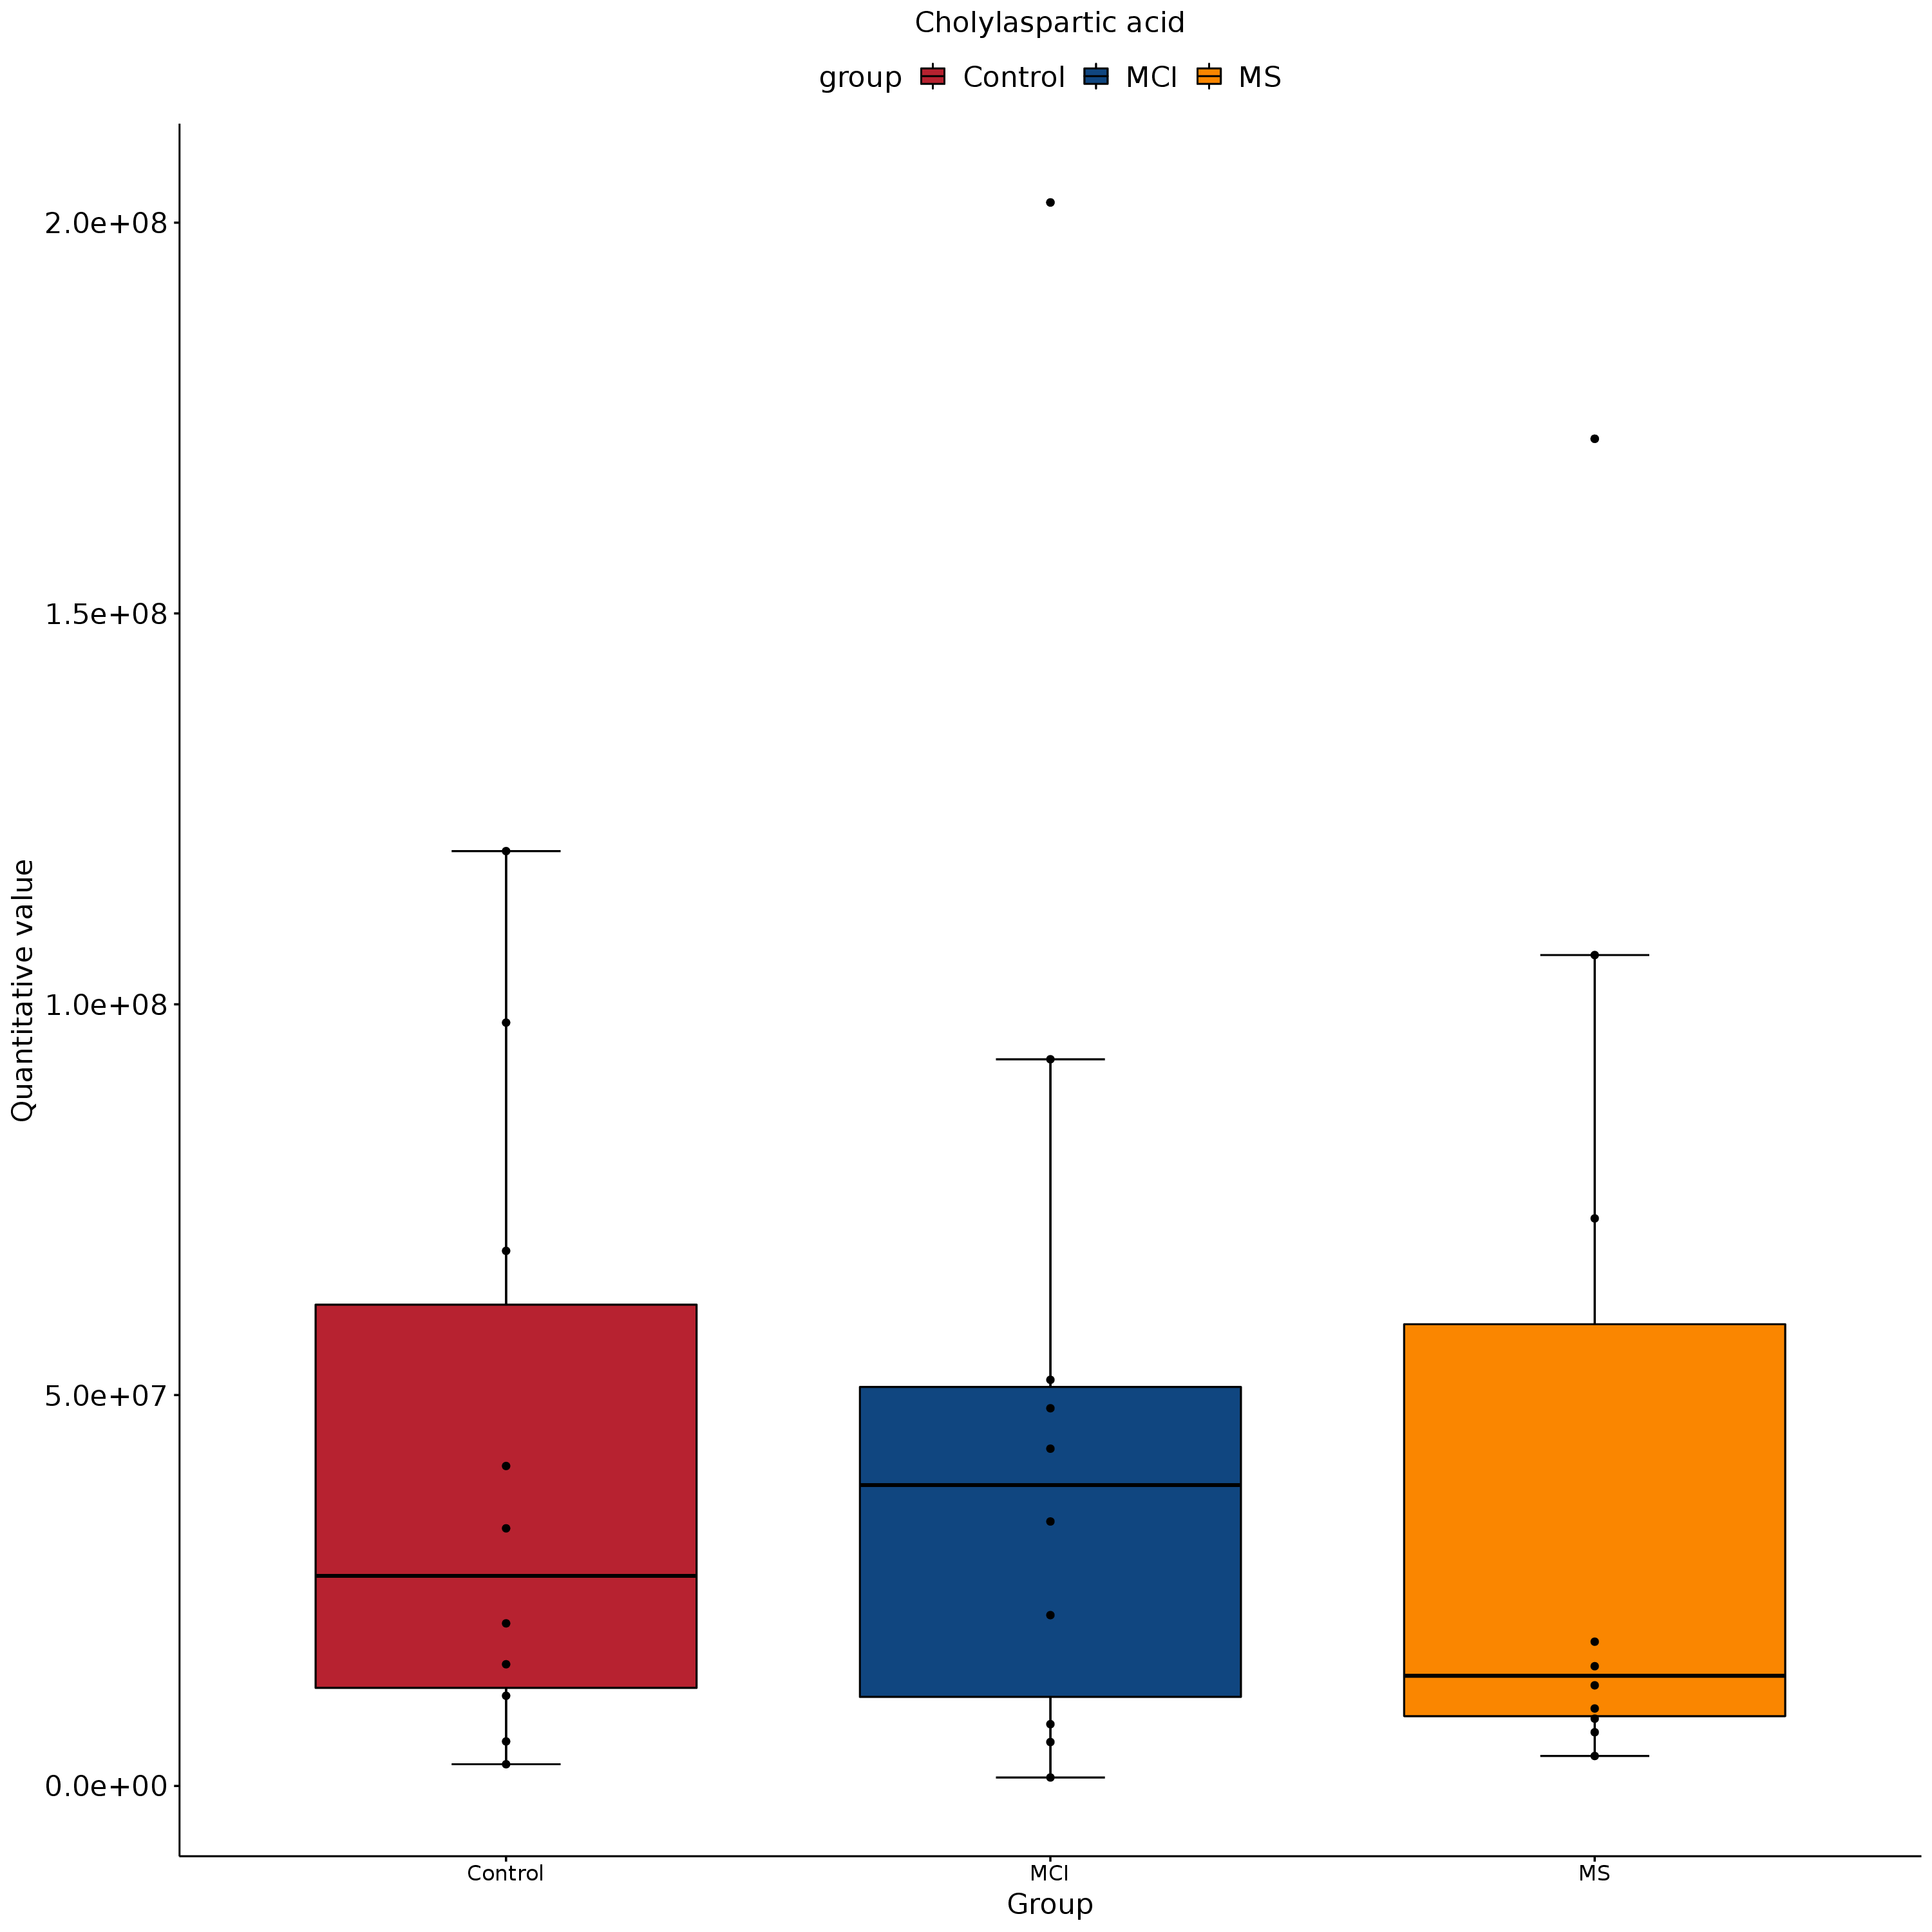 Cholylaspartic acid
group Control MCI MS
2.0e+08
1.5e+08
1.0e+08
5.0e+07
0.0e+00
Quantitative value
Control MCI MS
Group